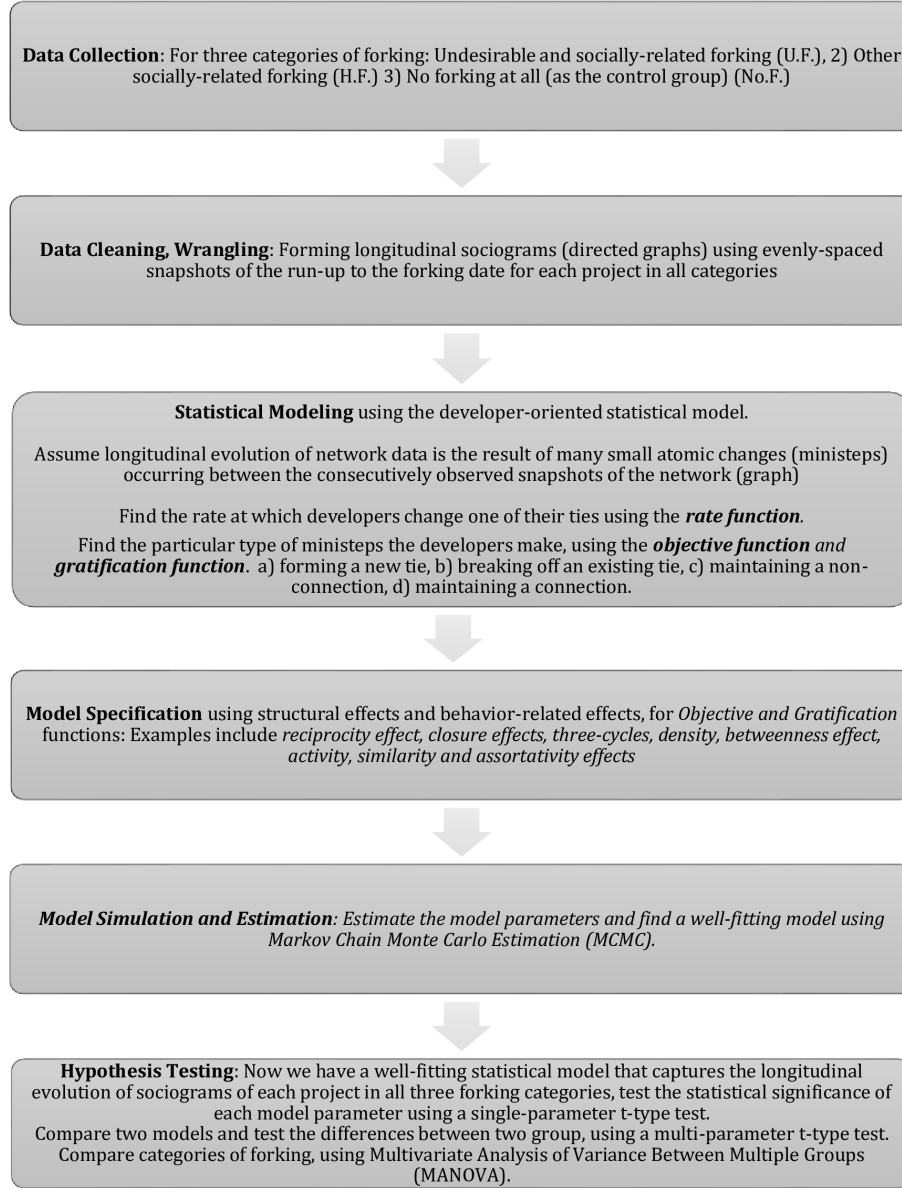 Data Collection: For three categories of forking: Undesirable and socially-related forking (U.F.), 2) Other
socially-related forking (H.F.) 3) No forking at all (as the control group) (No.F.)
Data Cleaning, Wrangling: Forming longitudinal sociograms (directed graphs) using evenly-spaced
snapshots of the run-up to the forking date for each project in all categories
Statistical Modeling using the developer-oriented statistical model.
Assume longitudinal evolution of network data is the result of many small atomic changes (ministeps)
occurring between the consecutively observed snapshots of the network (graph)
Find the rate at which developers change one of their ties using the rate function.
Find the particular type of ministeps the developers make, using the objective function and
gratification function. a) forming a new tie, b) breaking off an existing tie, c) maintaining a non-
connection, d) maintaining a connection.
Model Specification using structural effects and behavior-related effects, for Objective and Gratification
functions: Examples include reciprocity effect, closure effects, three-cycles, density, betweenness effect,
activity, similarity and assortativity effects
Model Simulation and Estimation: Estimate the model parameters and find a well-fitting model using
Markov Chain Monte Carlo Estimation (MCMC).
Hypothesis Testing: Now we have a well-fitting statistical model that captures the longitudinal
evolution of sociograms of each project in all three forking categories, test the statistical significance of
each model parameter using a single-parameter t-type test.
Compare two models and test the differences between two group, using a multi-parameter t-type test.
Compare categories of forking, using Multivariate Analysis of Variance Between Multiple Groups
(MANOVA).